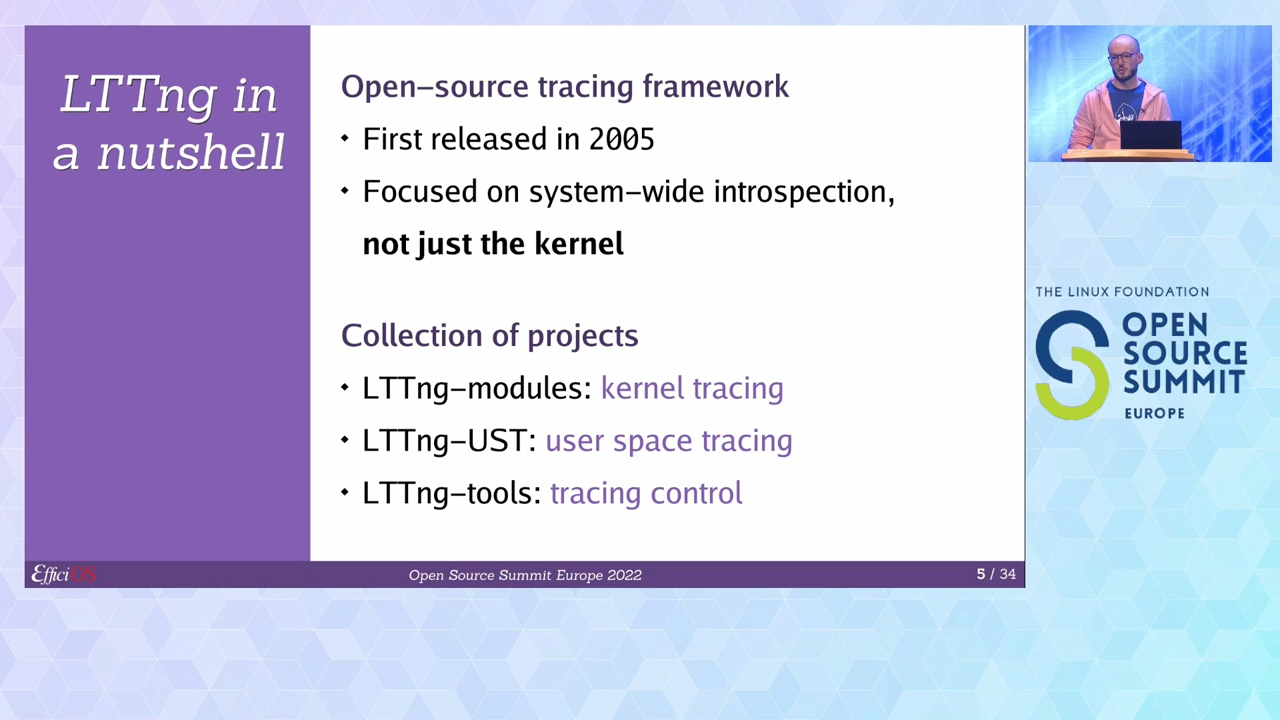 LTTng in
a nutshell
Open-source tracing framework
• First released in 2005
• Focused on system-wide introspection,
not just the kernel
Collection of projects
• LTTng-modules: kernel tracing
• LTTng-UST: user space tracing
• LTTng-tools: tracing control
EfficiOS
Open Source Summit Europe 2022
5 / 34
THE LINUX FOUNDATION
OPEN
SOURCE
SUMMIT
EUROPE